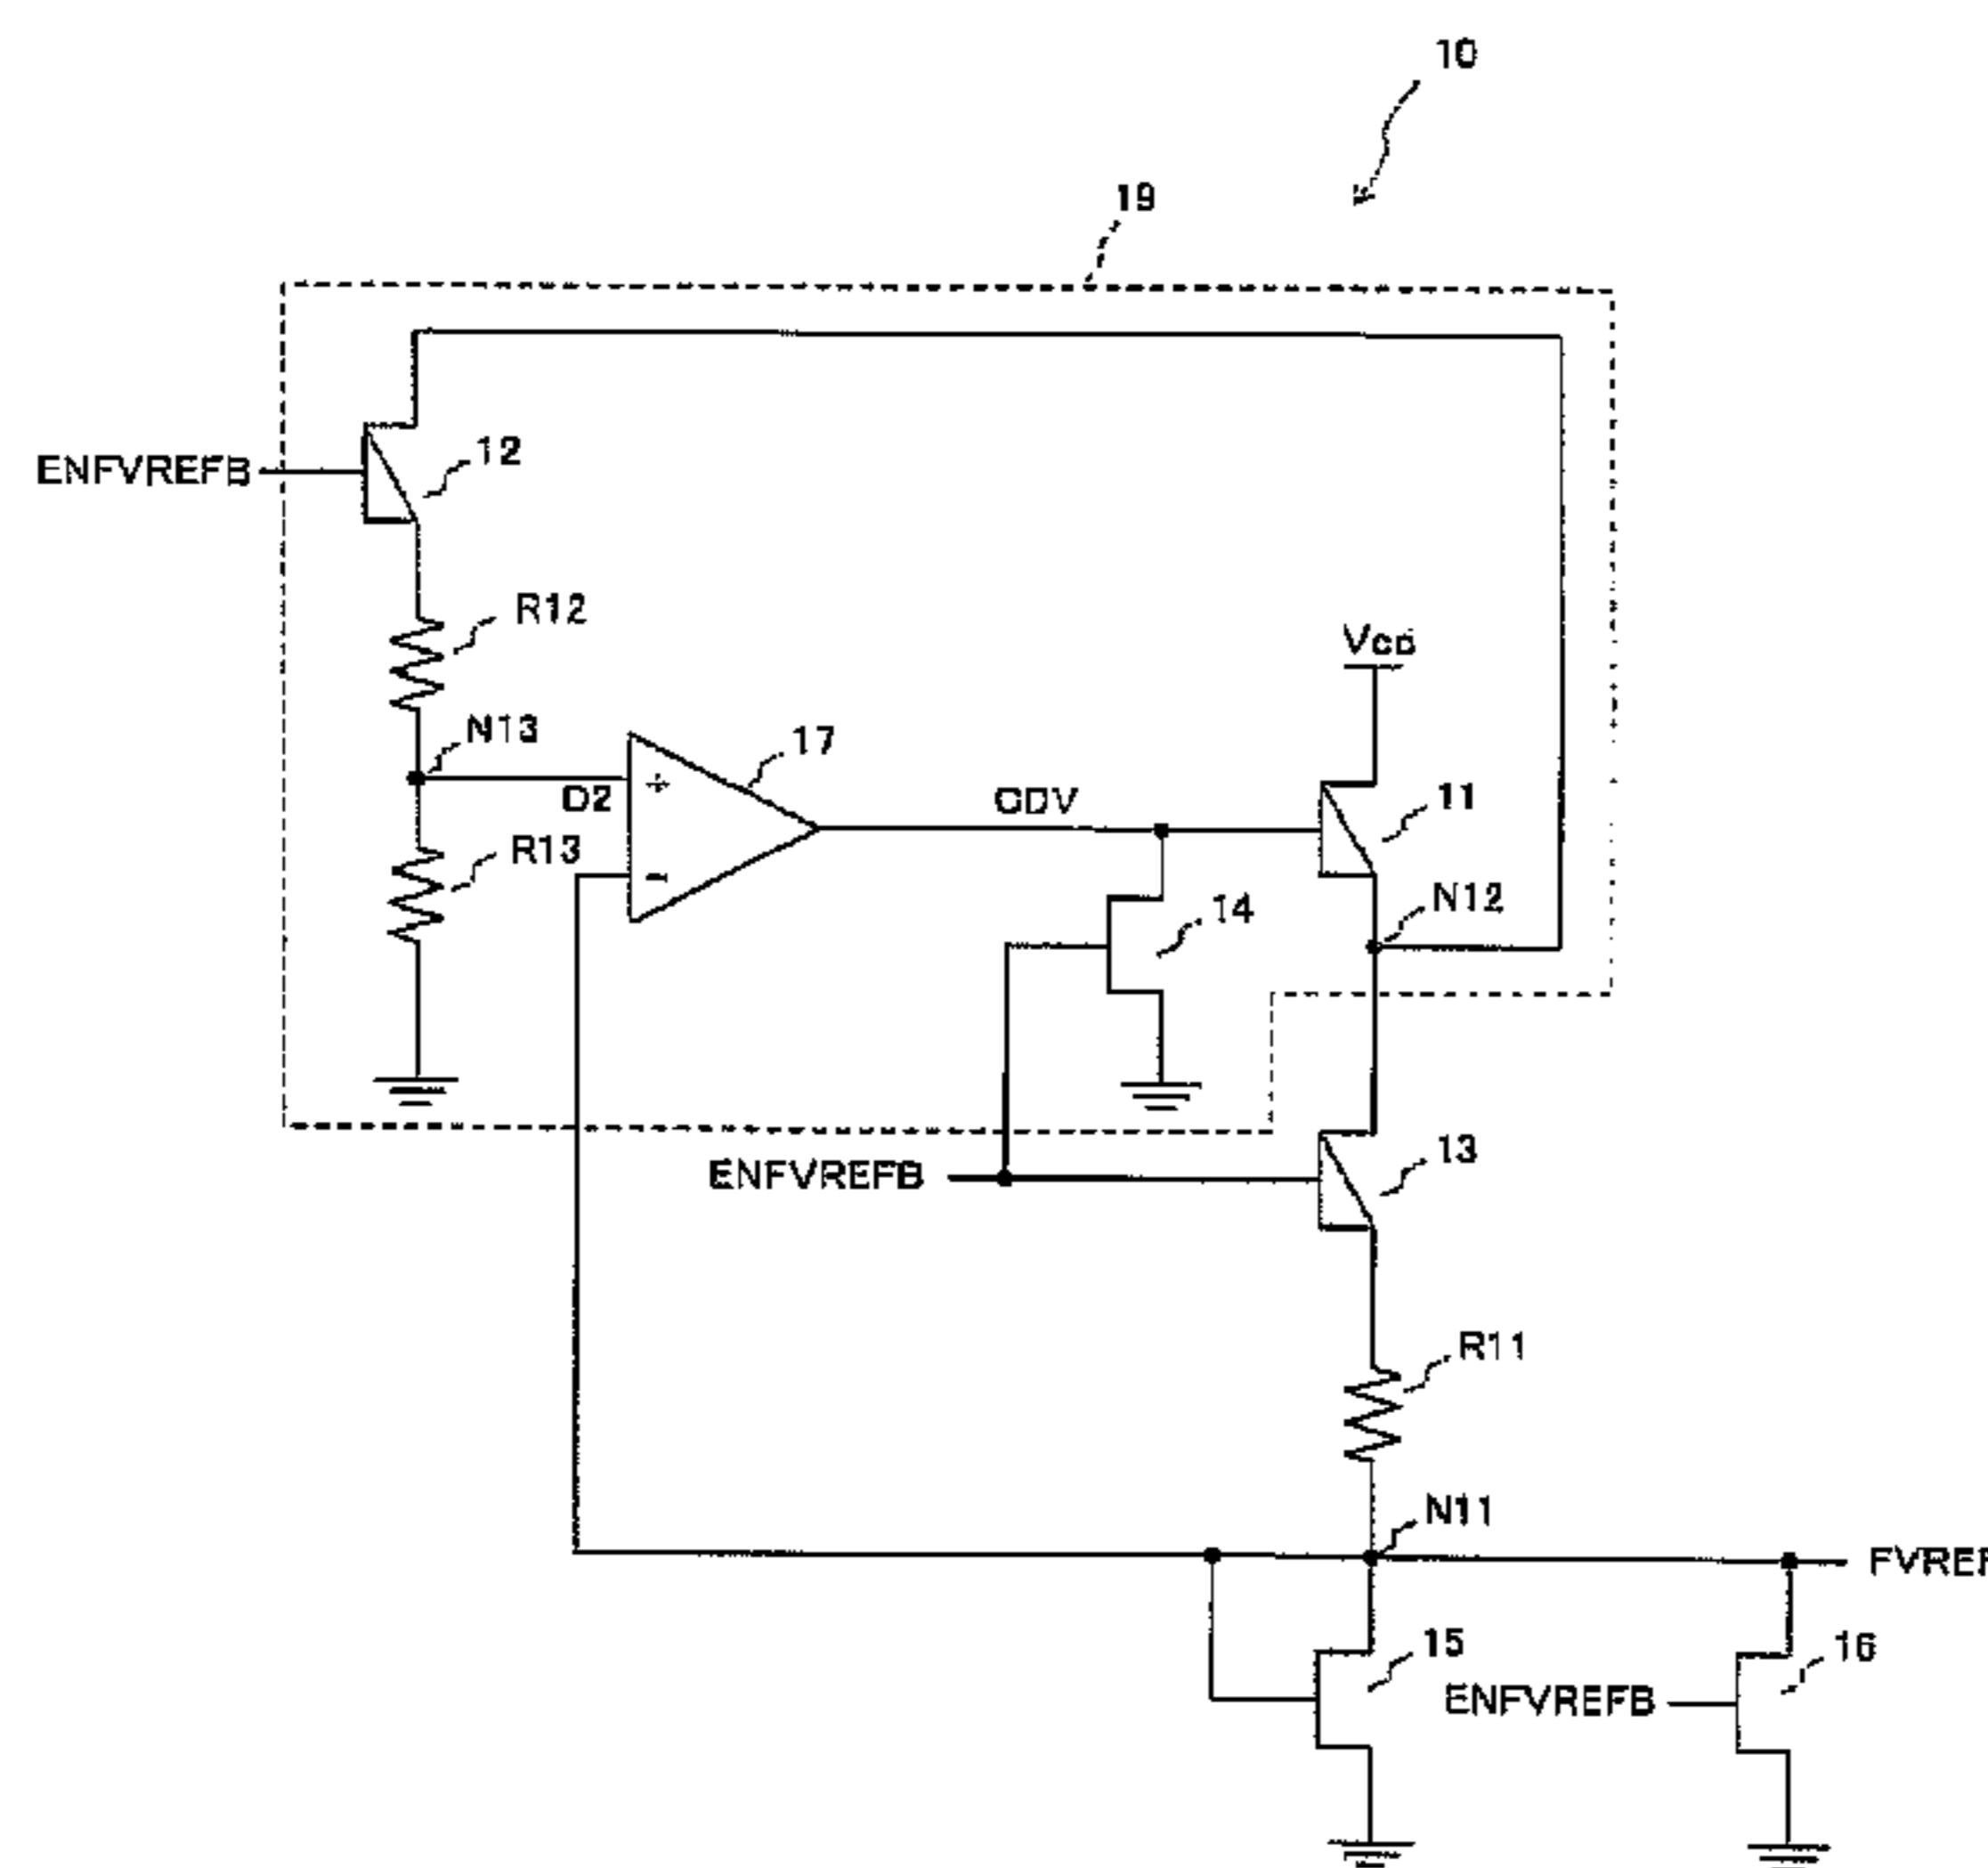 10
19
12
ENFVREFB
R12
Vcc
N13
17
D2
+
GDV
11
R13
-
N12
14
13
ENFVREFB
R11
N11
FVREF
15
16
ENFVREFB